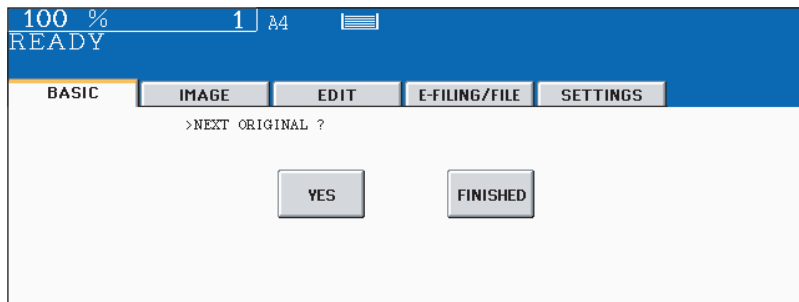 100 % 1 A4
READY
BASIC IMAGE EDIT E-FILING/FILE SETTINGS
>NEXT ORIGINAL ?
YES FINISHED